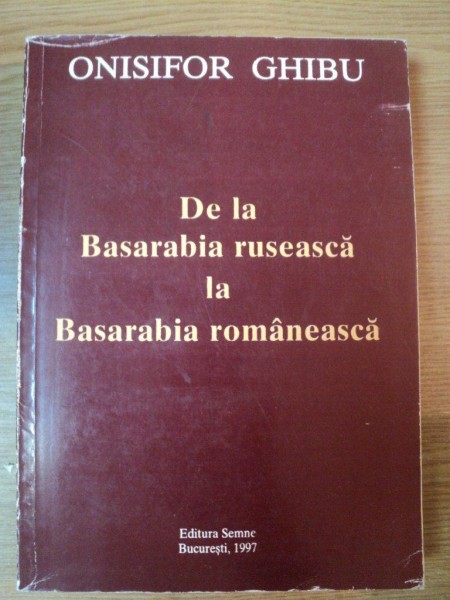 ONISIFOR GHIBU
De la
Basarabia rusească
la
Basarabia românească
Editura Semne
București, 1997